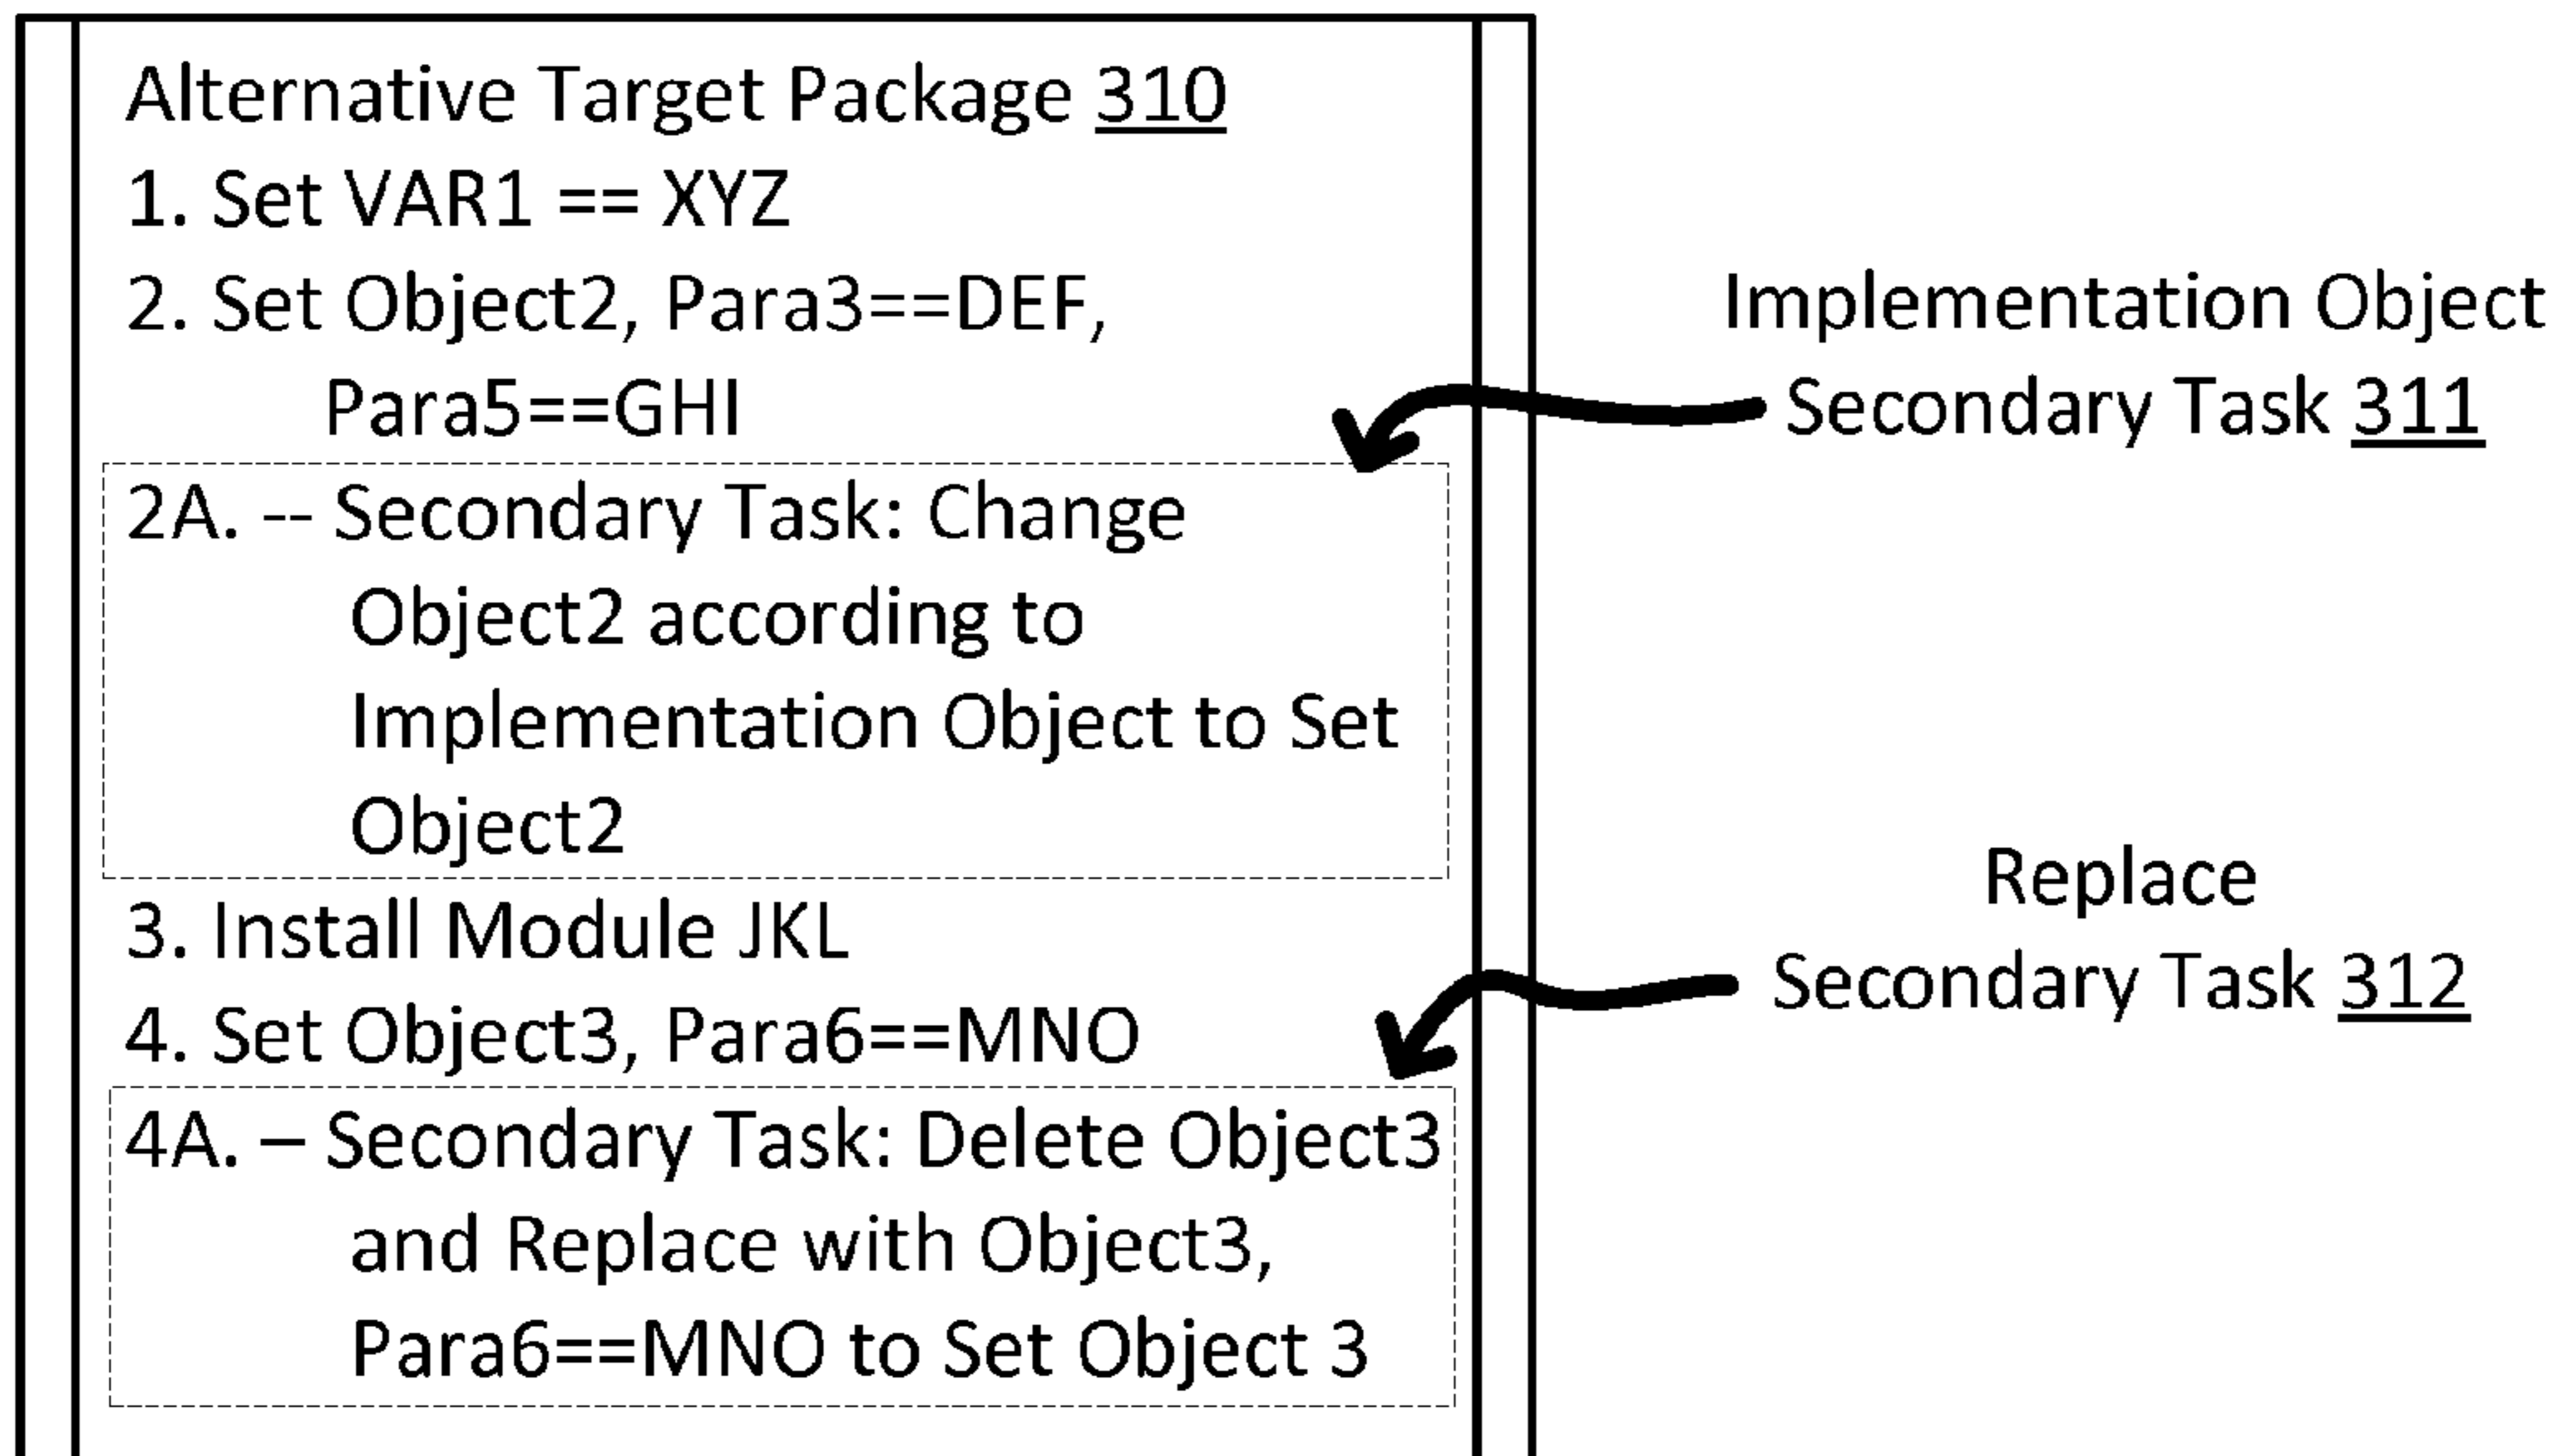 Alternative Target Package 310
1. Set VAR1 == XYZ
2. Set Object2, Para3==DEF,
Para5==GHI
2A. -- Secondary Task: Change
Object2 according to
Implementation Object to Set
Object2
3. Install Module JKL
4. Set Object3, Para6==MNO
4A. – Secondary Task: Delete Object3
and Replace with Object3,
Para6==MNO to Set Object 3
Implementation Object
Secondary Task 311
Replace
Secondary Task 312